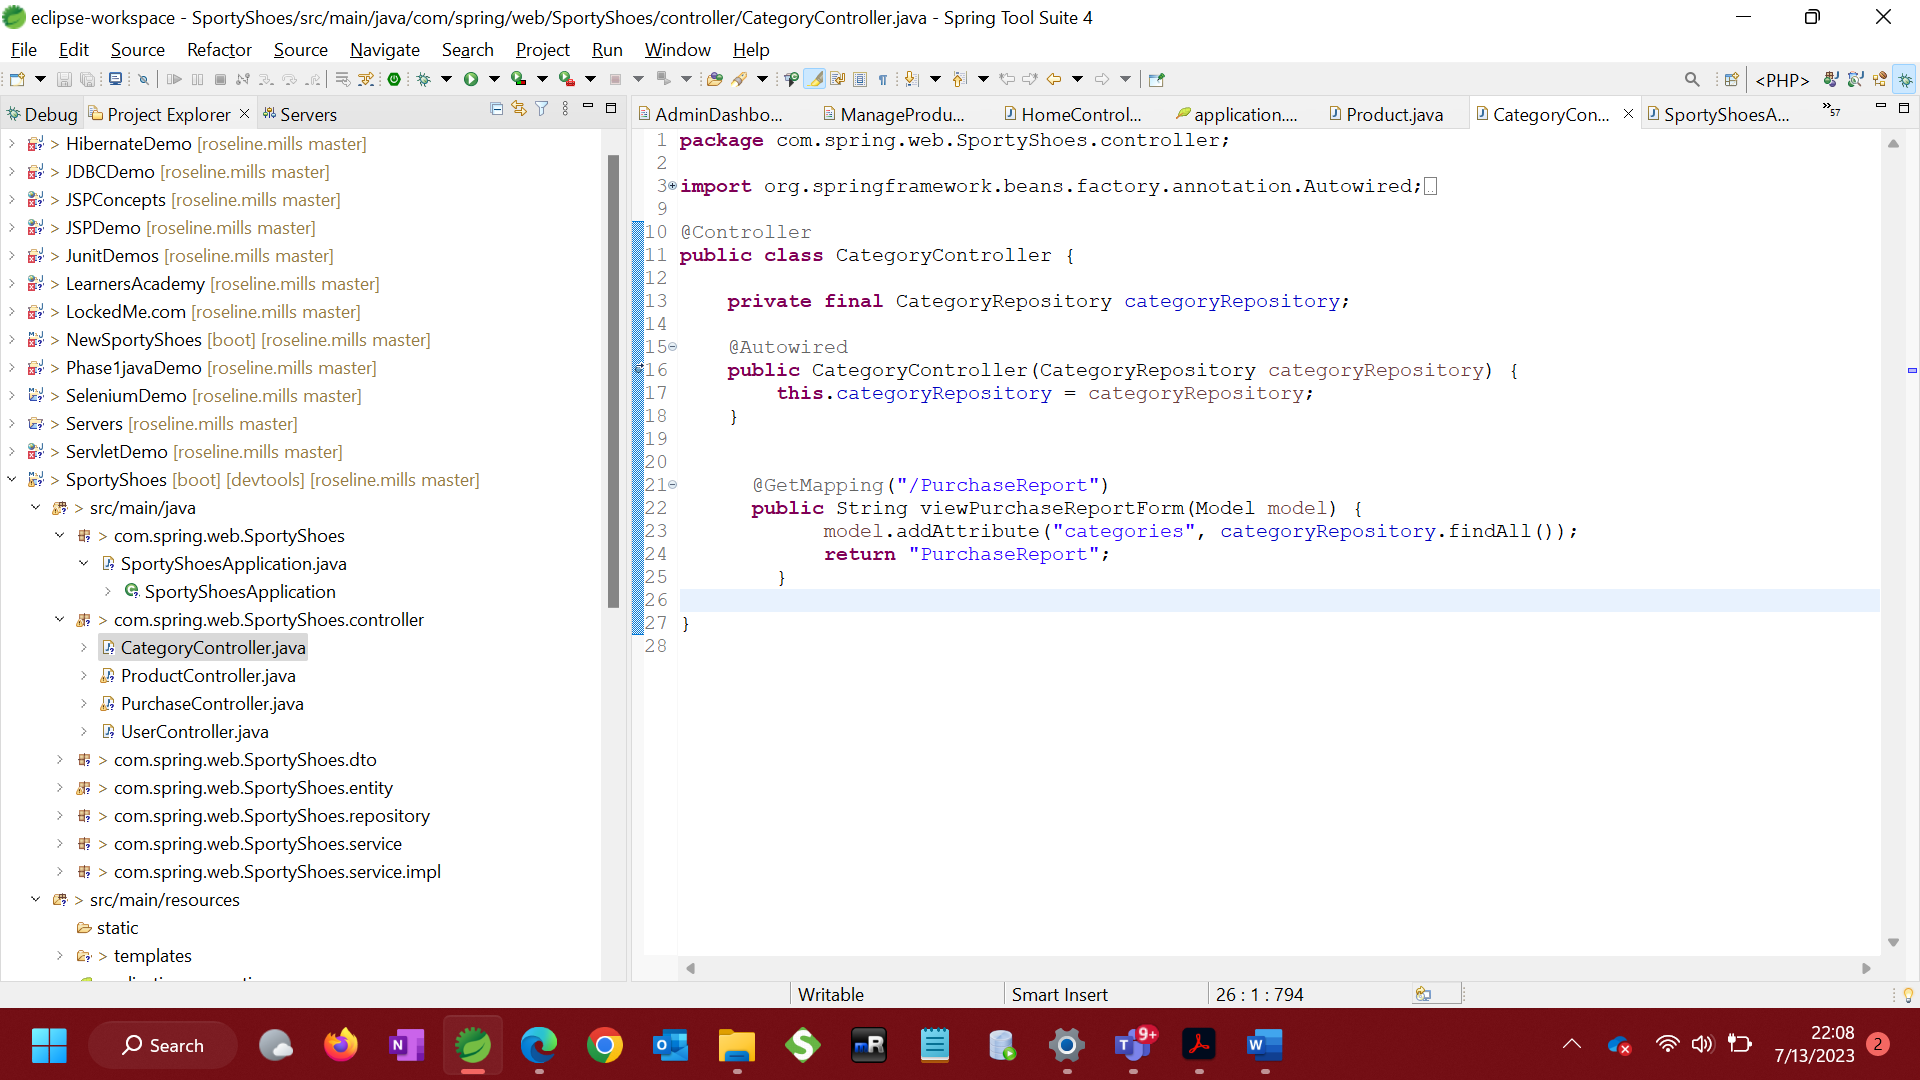 eclipse-workspace - SportyShoes/src/main/java/com/spring/web/SportyShoes/controller/CategoryController.java - Spring Tool Suite 4
File Edit Source Refactor Source Navigate Search Project Run Window Help
<PHP>
Debug Project Explorer Servers
AdminDashbo... ManageProdu... HomeControl... application.... Product.java CategoryCon... SportyShoesA... »57
> HibernateDemo [roseline.mills master]
> JDBCDemo [roseline.mills master]
> JSPConcepts [roseline.mills master]
> JSPDemo [roseline.mills master]
> JunitDemos [roseline.mills master]
> LearnersAcademy [roseline.mills master]
> LockedMe.com [roseline.mills master]
> NewSportyShoes [boot] [roseline.mills master]
> Phase1javaDemo [roseline.mills master]
> SeleniumDemo [roseline.mills master]
> Servers [roseline.mills master]
> ServletDemo [roseline.mills master]
> SportyShoes [boot] [devtools] [roseline.mills master]
> src/main/java
> com.spring.web.SportyShoes
SportyShoesApplication.java
SportyShoesApplication
> com.spring.web.SportyShoes.controller
CategoryController.java
ProductController.java
PurchaseController.java
UserController.java
> com.spring.web.SportyShoes.dto
> com.spring.web.SportyShoes.entity
> com.spring.web.SportyShoes.repository
> com.spring.web.SportyShoes.service
> com.spring.web.SportyShoes.service.impl
> src/main/resources
static
> templates
1 package com.spring.web.SportyShoes.controller;
2
3 import org.springframework.beans.factory.annotation.Autowired;
9
10 @Controller
11 public class CategoryController {
12
13 private final CategoryRepository categoryRepository;
14
15 @Autowired
16 public CategoryController(CategoryRepository categoryRepository) {
17 this.categoryRepository = categoryRepository;
18 }
19
20
21 @GetMapping("/PurchaseReport")
22 public String viewPurchaseReportForm(Model model) {
23 model.addAttribute("categories", categoryRepository.findAll());
24 return "PurchaseReport";
25 }
26
27 }
28
Writable Smart Insert 26 : 1 : 794
Search
9+
22:08
7/13/2023
2